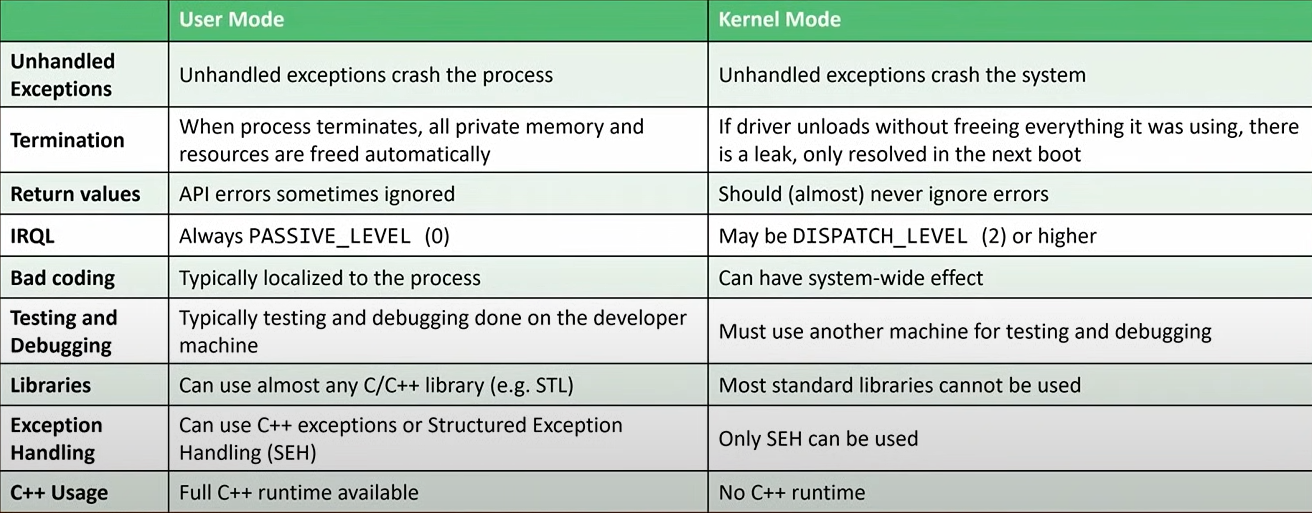 User Mode
Kernel Mode
Unhandled
Exceptions
Unhandled exceptions crash the process
Unhandled exceptions crash the system
Termination
When process terminates, all private memory and
resources are freed automatically
If driver unloads without freeing everything it was using, there
is a leak, only resolved in the next boot
Return values
API errors sometimes ignored
Should (almost) never ignore errors
IRQL
Always PASSIVE_LEVEL (0)
May be DISPATCH_LEVEL (2) or higher
Bad coding
Typically localized to the process
Can have system-wide effect
Testing and
Debugging
Typically testing and debugging done on the developer
machine
Must use another machine for testing and debugging
Libraries
Can use almost any C/C++ library (e.g. STL)
Most standard libraries cannot be used
Exception
Handling
Can use C++ exceptions or Structured Exception
Handling (SEH)
Only SEH can be used
C++ Usage
Full C++ runtime available
No C++ runtime